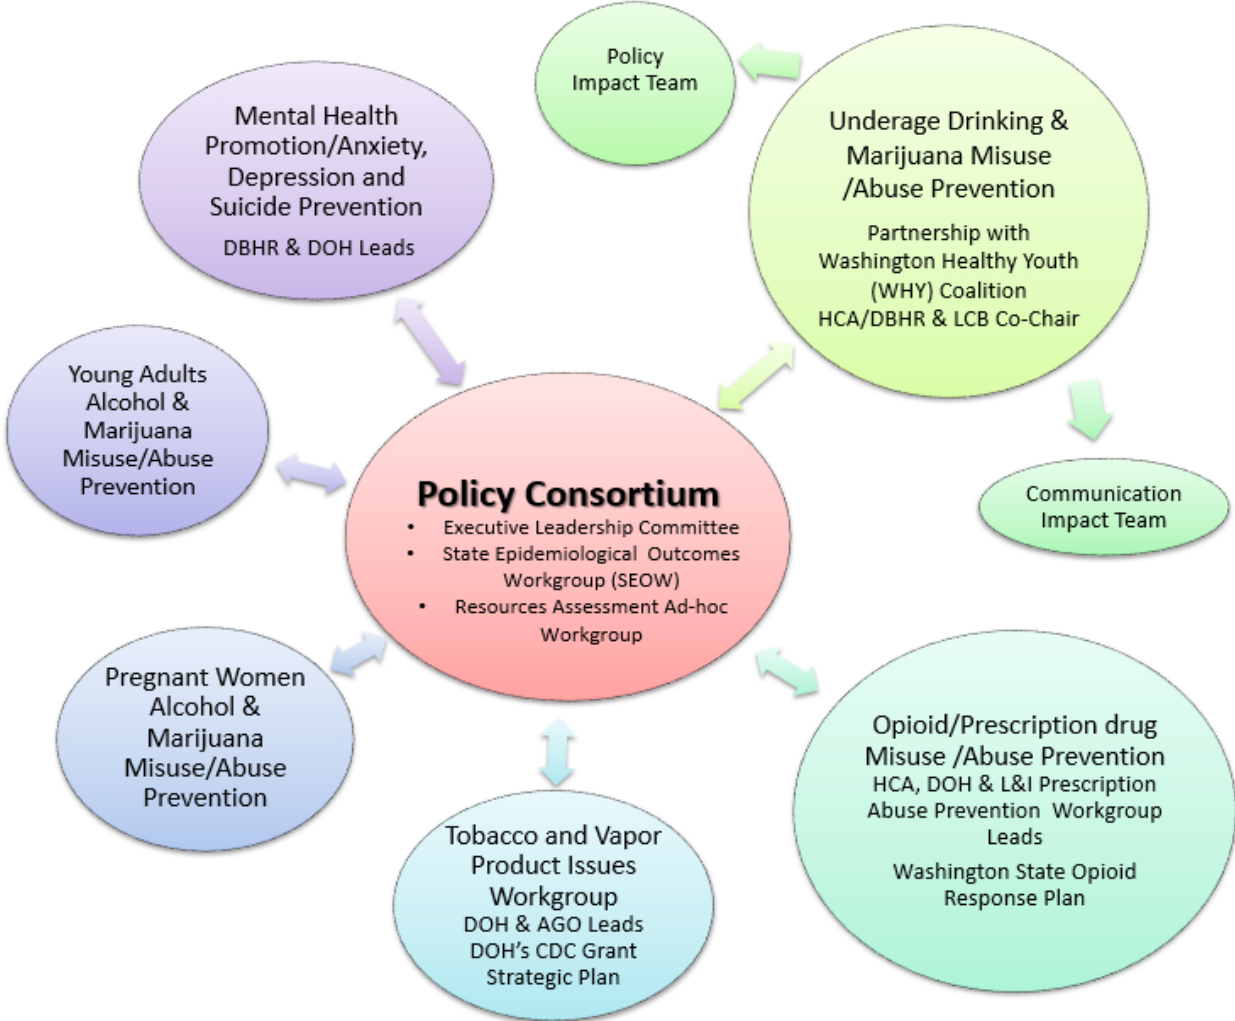 Policy
Impact Team
Mental Health
Promotion/Anxiety,
Depression and
Suicide Prevention
DBHR & DOH Leads
Underage Drinking &
Marijuana Misuse
/Abuse Prevention
Partnership with
Washington Healthy Youth
(WHY) Coalition
HCA/DBHR & LCB Co-Chair
Young Adults
Alcohol &
Marijuana
Misuse/Abuse
Prevention
Policy Consortium
• Executive Leadership Committee
• State Epidemiological Outcomes
Workgroup (SEOW)
• Resources Assessment Ad-hoc
Workgroup
Communication
Impact Team
Pregnant Women
Alcohol &
Marijuana
Misuse/Abuse
Prevention
Tobacco and Vapor
Product Issues
Workgroup
DOH & AGO Leads
DOH's CDC Grant
Strategic Plan
Opioid/Prescription drug
Misuse /Abuse Prevention
HCA, DOH & L&I Prescription
Abuse Prevention Workgroup
Leads
Washington State Opioid
Response Plan